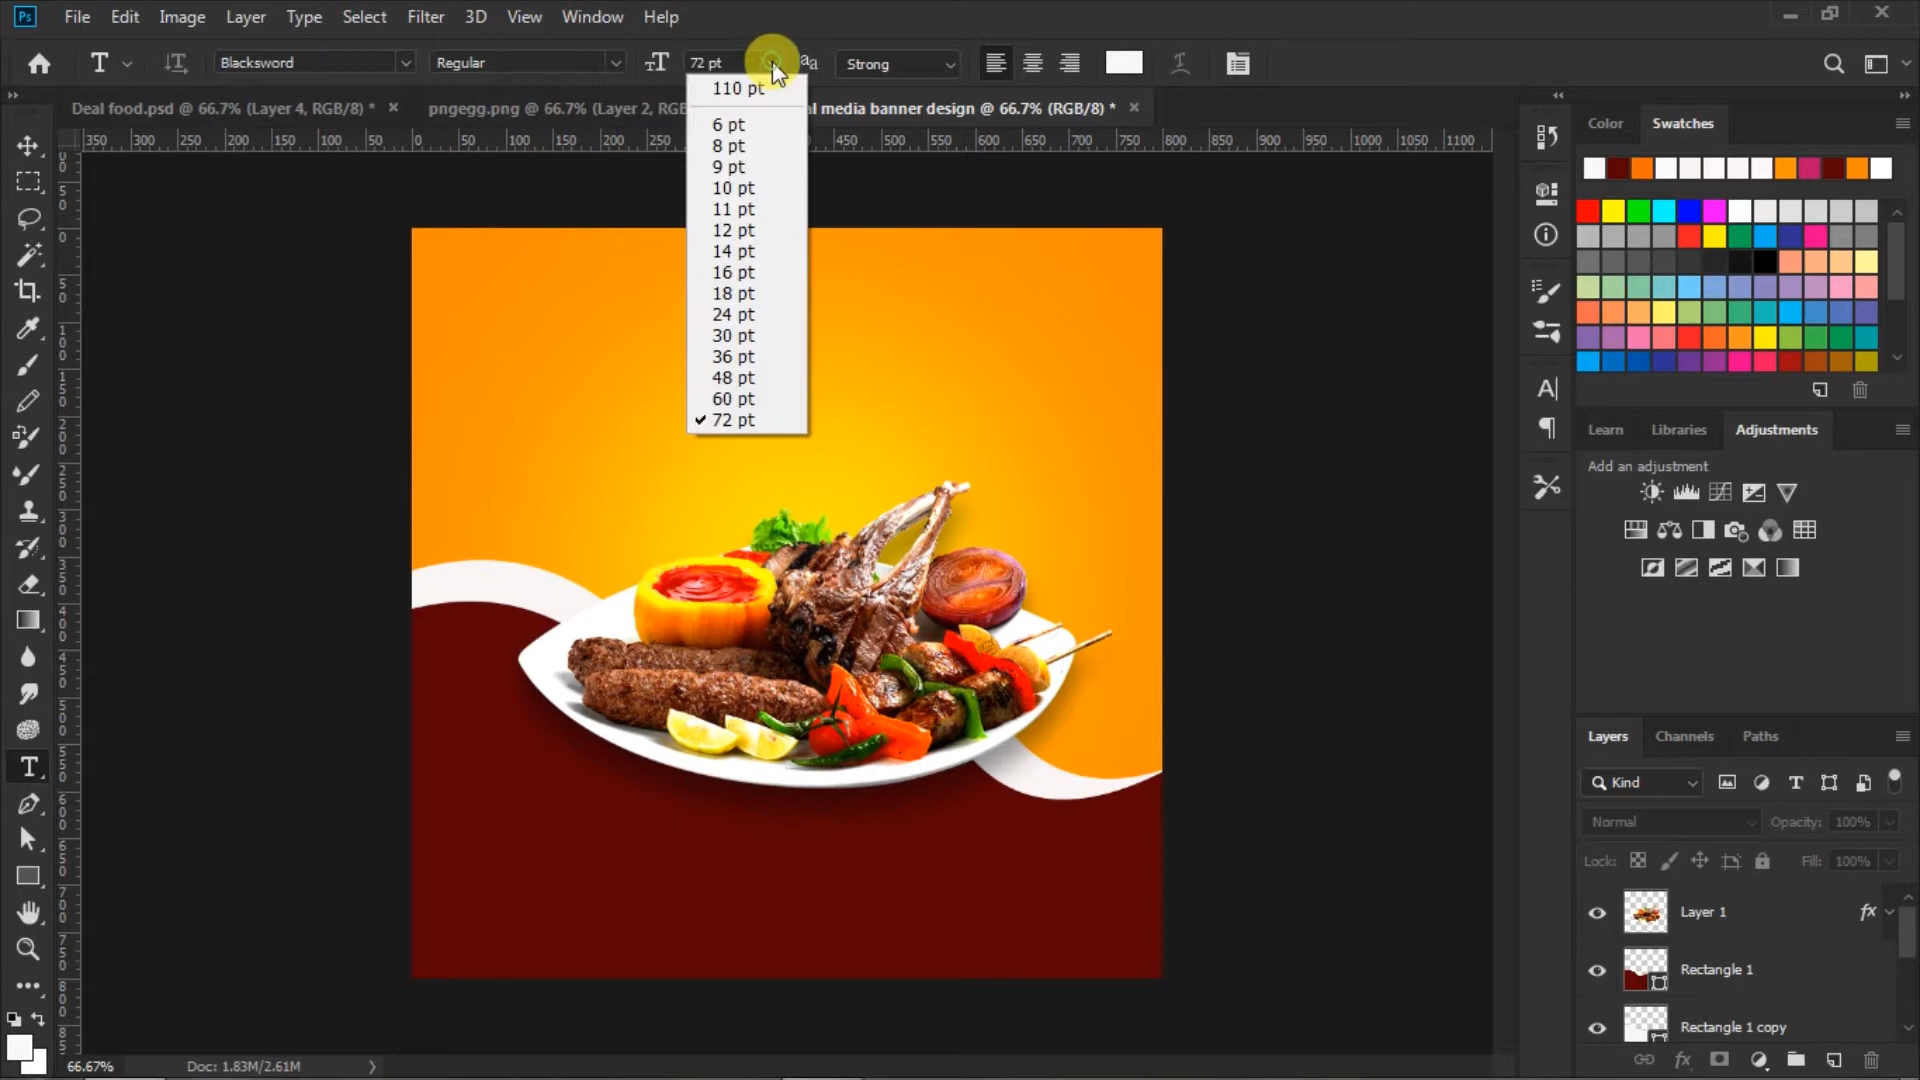 Ps File Edit Image Layer Type Select Filter 3D View Window Help
T Blacksword Regular 72 pt aa Strong
Deal food.psd @ 66.7% (Layer 4, RGB/8) * × pngegg.png @ 66.7% (Layer 2, RGB al media banner design @ 66.7% (RGB/8) * ×
350 300 250 200 150 100 50 0 50 100 150 200 250 450 500 550 600 650 700 750 800 850 900 950 1000 1050 1100
110 pt
6 pt
8 pt
9 pt
10 pt
11 pt
12 pt
14 pt
16 pt
18 pt
24 pt
30 pt
36 pt
48 pt
60 pt
72 pt
Color Swatches
Learn Libraries Adjustments
Add an adjustment
Layers Channels Paths
Kind
Normal Opacity: 100%
Lock: Fill: 100%
Layer 1 fx
Rectangle 1
Rectangle 1 copy
66.67% Doc: 1.83M/2.61M